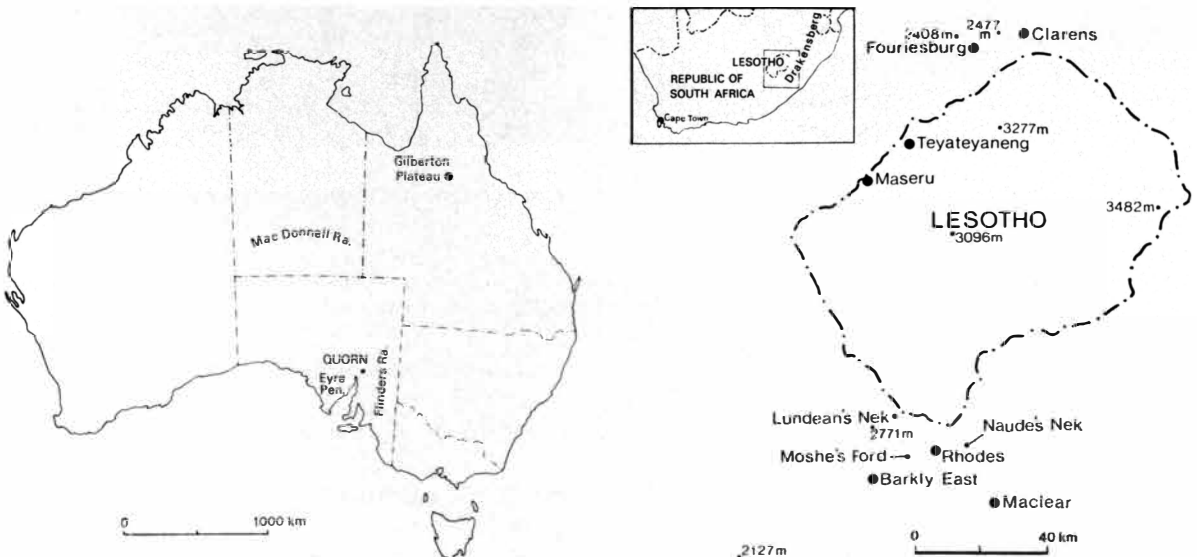 Gilberton
Plateau
Mac Donnell Ra.
QUORN
Eyre
Pen.
Flinders Ra.
0 1000 km
LESOTHO
Drakensberg
REPUBLIC OF
SOUTH AFRICA
Cape Town
2408m
2477
m
Clarens
Fouriesburg
3277m
Teyateyaneng
Maseru
3482m
LESOTHO
3096m
Lundean's Nek
2771m
Naude's Nek
Moshe's Ford
Rhodes
Barkly East
Maclear
2127m
0 40 km